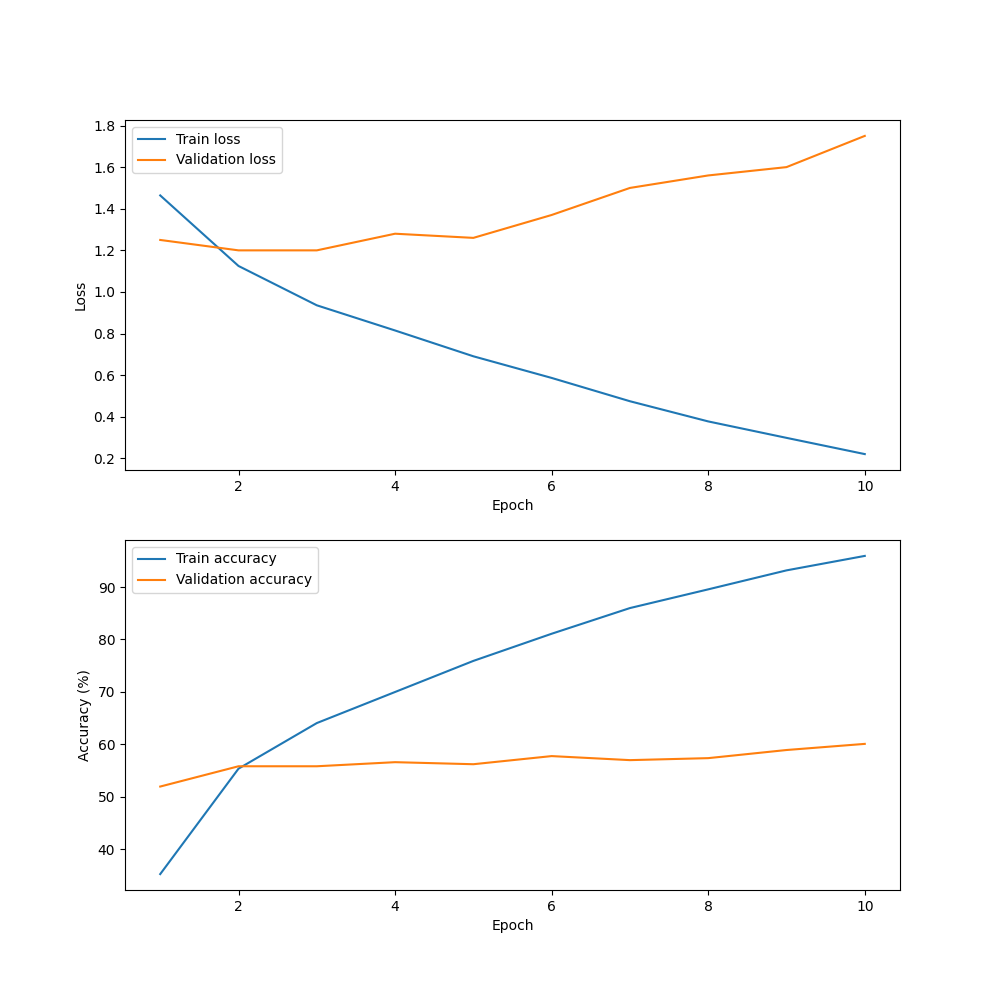 Train loss
Validation loss
1.8
1.6
1.4
1.2
1.0
0.8
0.6
0.4
0.2
Loss
2 4 6 8 10
Epoch
Train accuracy
Validation accuracy
90
80
70
60
50
40
Accuracy (%)
2 4 6 8 10
Epoch